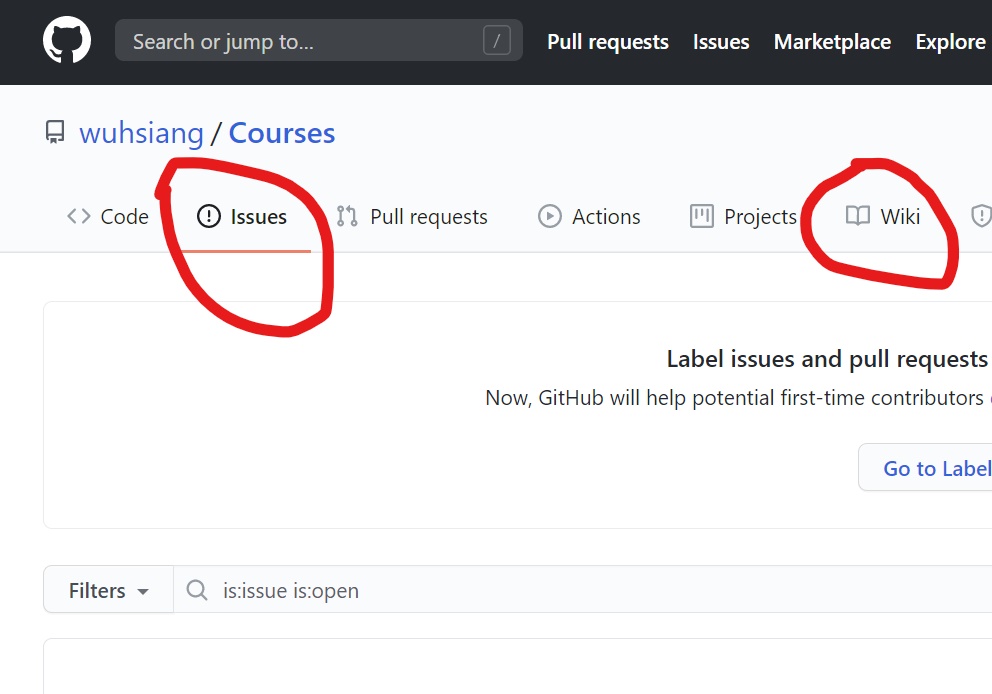 Search or jump to... / Pull requests Issues Marketplace Explore
wuhsiang / Courses
<> Code Issues Pull requests Actions Projects Wiki
Label issues and pull requests
Now, GitHub will help potential first-time contributors
Go to Label
Filters is:issue is:open